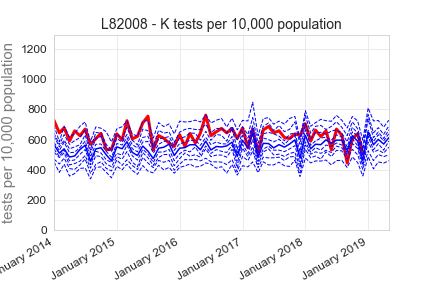 L82008 - K tests per 10,000 population
tests per 10,000 population
1200
1000
800
600
400
200
0
nuary 2014
January 2015
January 2016
January 2017
January 2018
January 2019